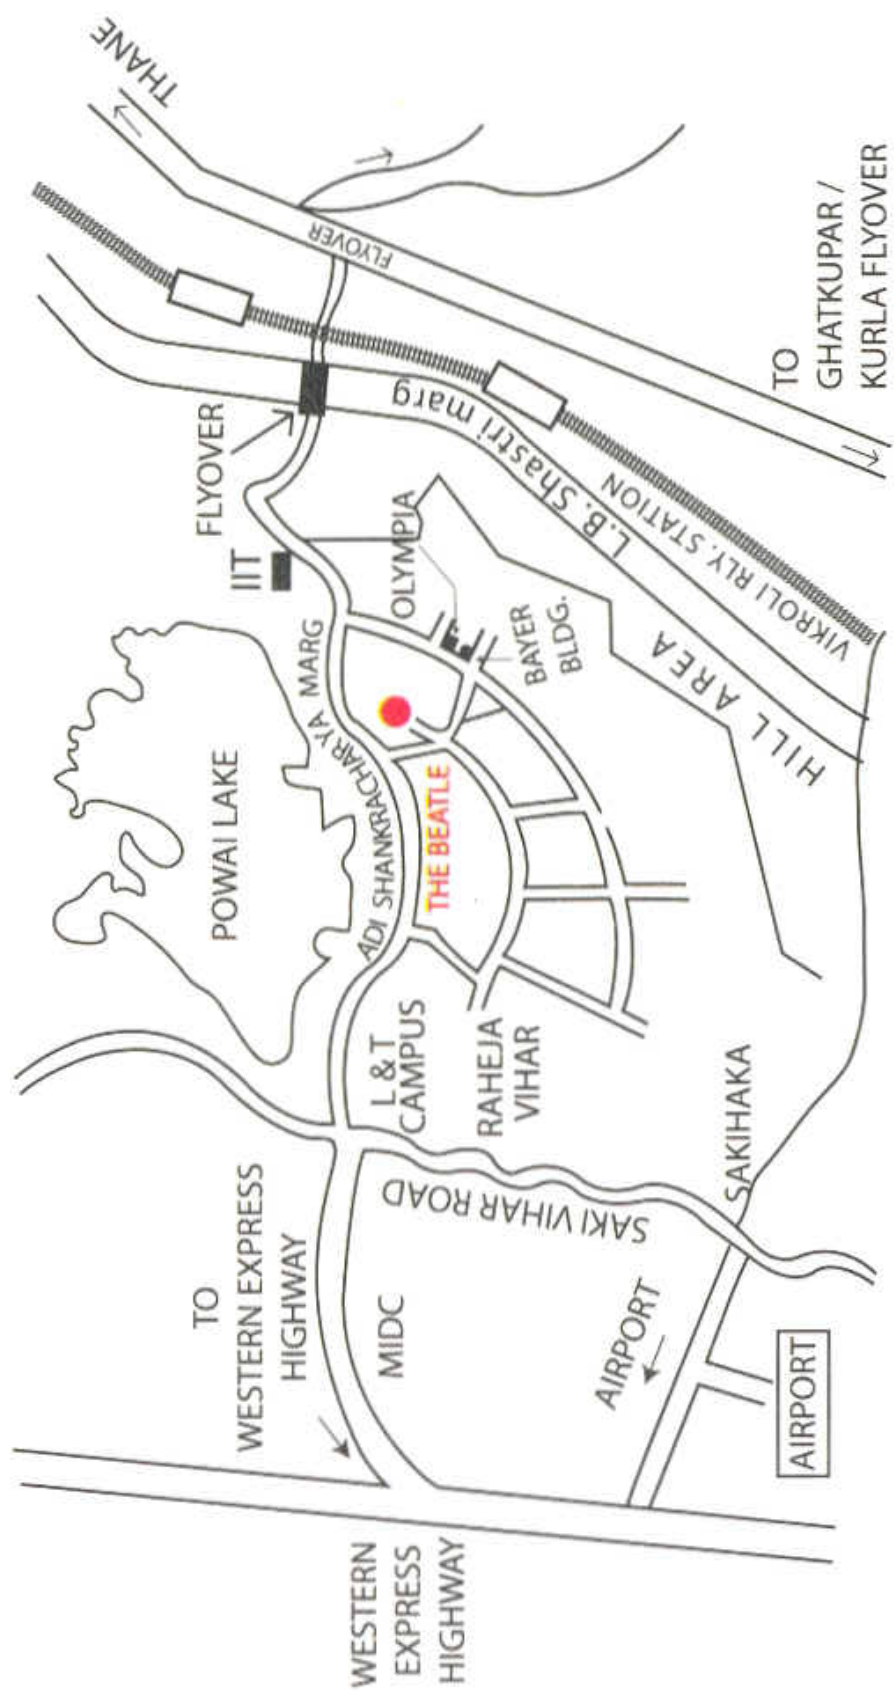 THANE
FLYOVER
FLYOVER
TO
GHATKUPAR /
KURLA FLYOVER
L.B. Shastri marg
VIKROLI RLY. STATION
IIT
OLYMPIA
BAYER
BLDG.
HILL AREA
POWAI LAKE
ADI SHANKRACHARYA MARG
THE BEATLE
L & T
CAMPUS
RAHEJA
VIHAR
SAKIHAKA
SAKI VIHAR ROAD
TO
WESTERN EXPRESS
HIGHWAY
MIDC
AIRPORT
AIRPORT
WESTERN
EXPRESS
HIGHWAY